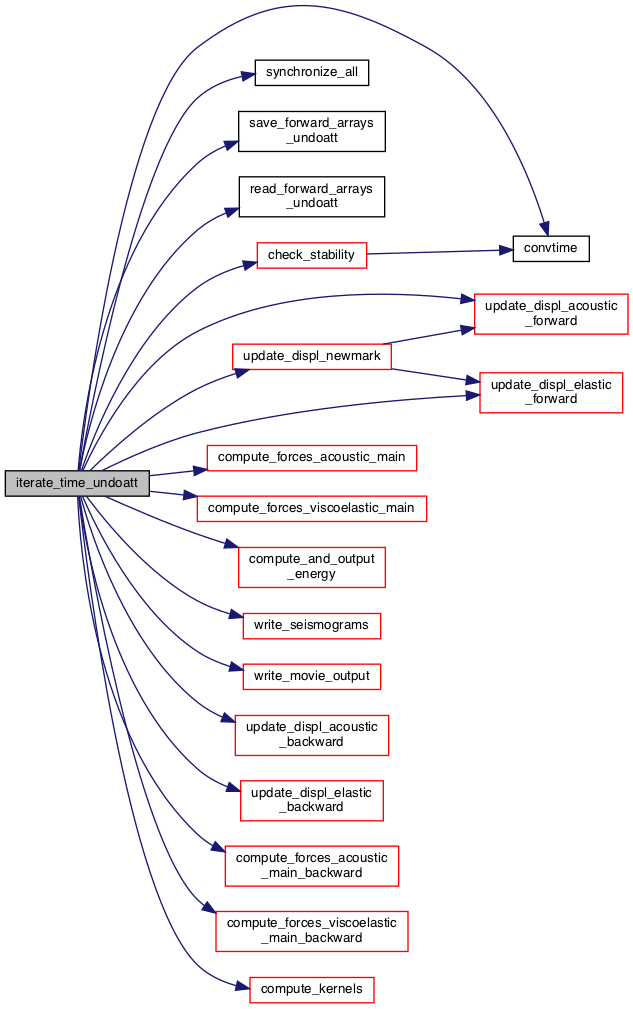 synchronize_all
save_forward_arrays
_undoatt
read_forward_arrays
_undoatt
convtime
check_stability
update_displ_acoustic
_forward
update_displ_newmark
update_displ_elastic
_forward
compute_forces_acoustic_main
iterate_time_undoatt
compute_forces_viscoelastic_main
compute_and_output
_energy
write_seismograms
write_movie_output
update_displ_acoustic
_backward
update_displ_elastic
_backward
compute_forces_acoustic
_main_backward
compute_forces_viscoelastic
_main_backward
compute_kernels